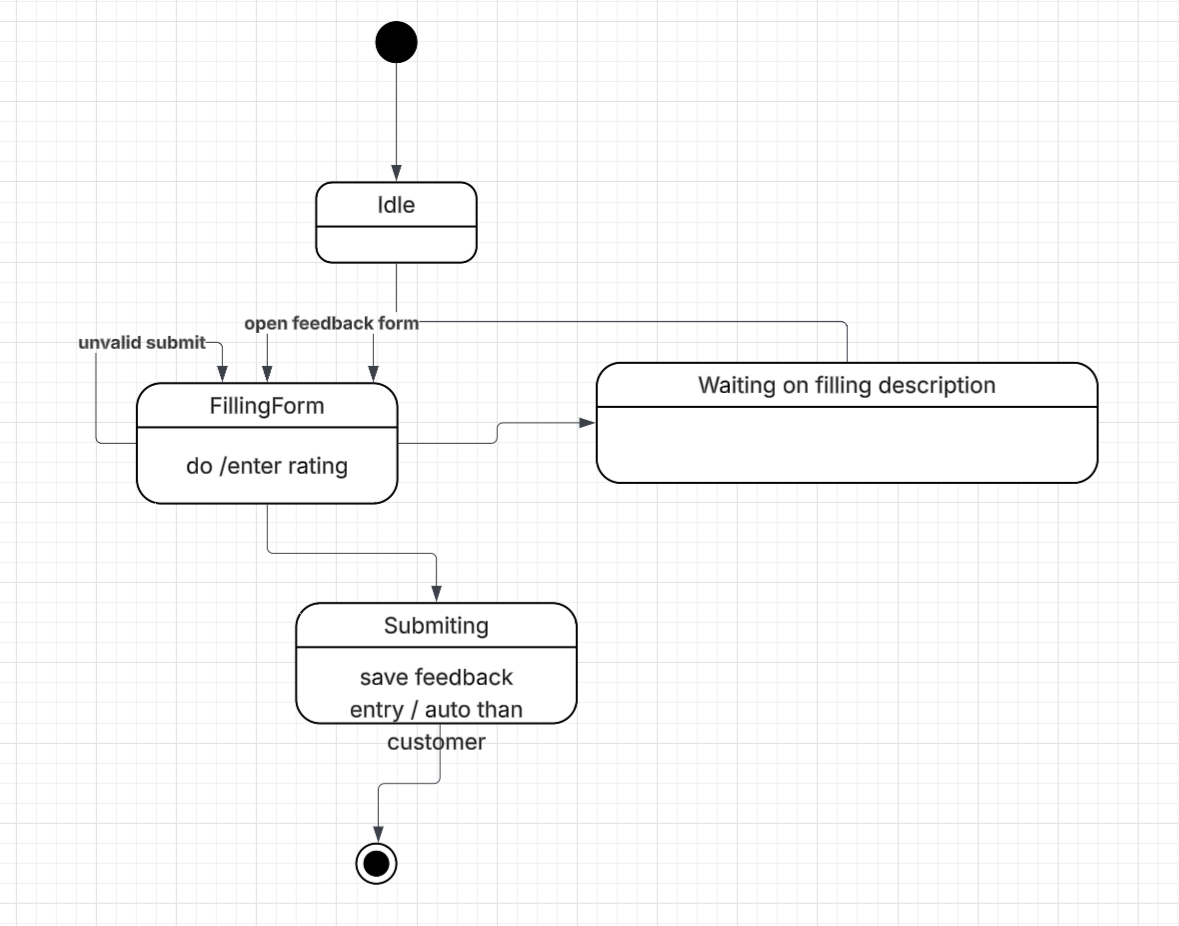 Idle
open feedback form
unvalid submit
FillingForm
do /enter rating
Waiting on filling description
Submiting
save feedback
entry / auto than
customer